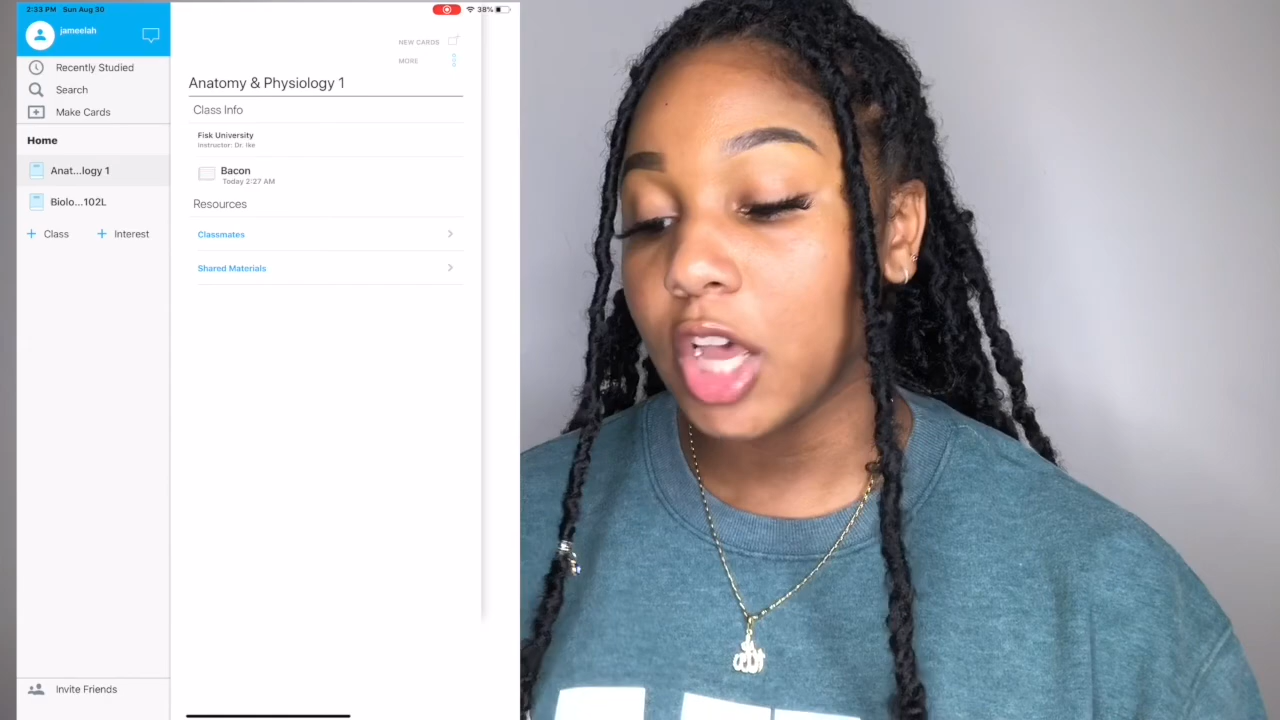 2:33 PM Sun Aug 30
38%
jameelah
Recently Studied
Search
Make Cards
Home
Anat...logy 1
Biolo...102L
+ Class + Interest
Invite Friends
NEW CARDS
MORE
Anatomy & Physiology 1
Class Info
Fisk University
Instructor: Dr. Ike
Bacon
Today 2:27 AM
Resources
Classmates
Shared Materials